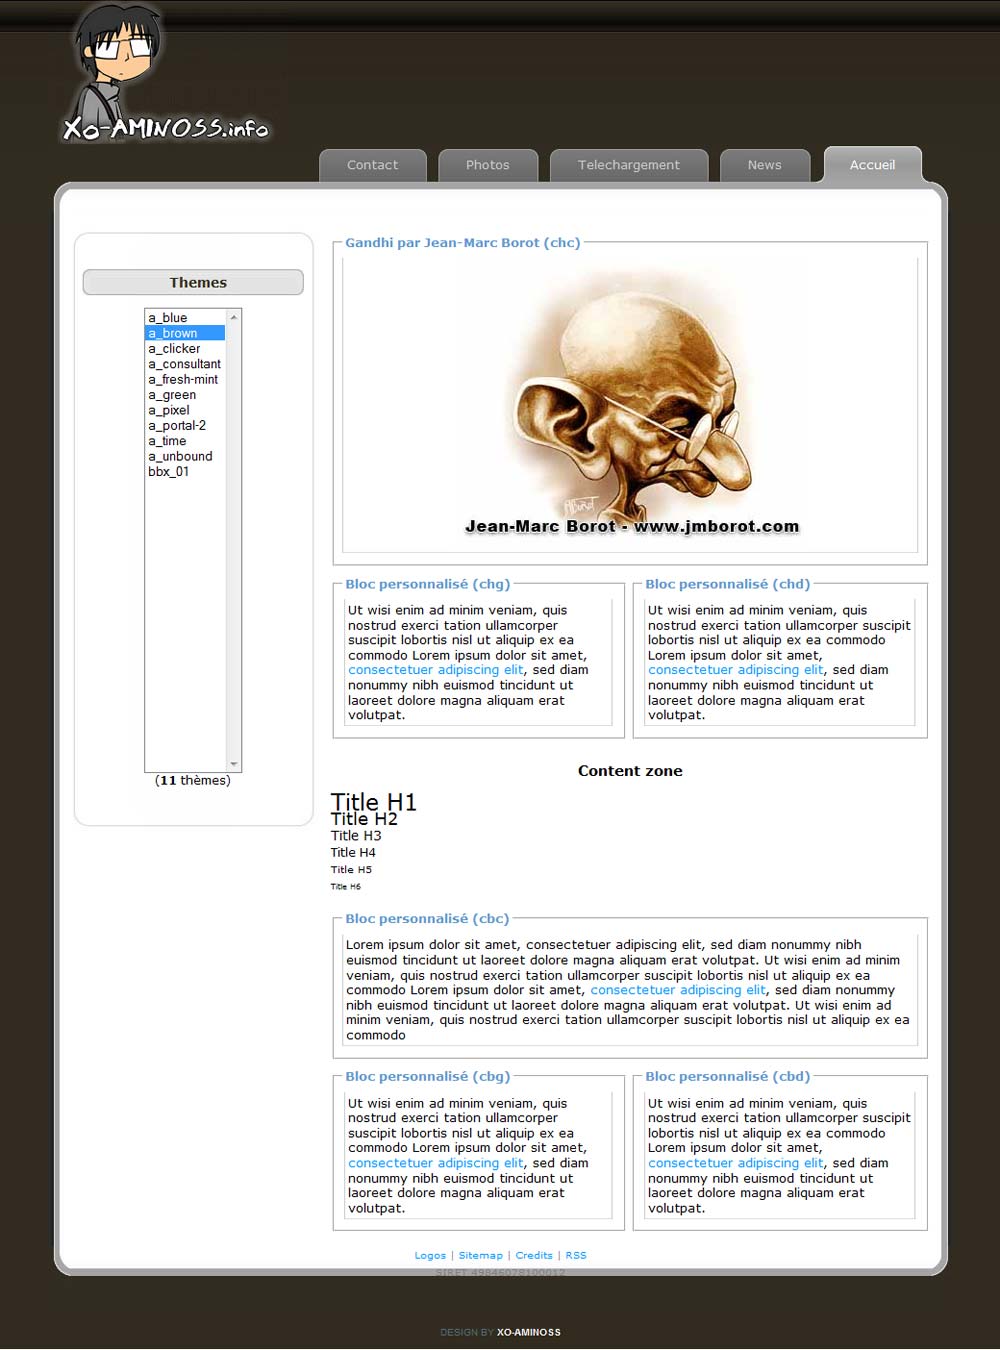 Xo-AMINOSS.info
Contact
Photos
Telechargement
News
Accueil
Themes
a_blue
a_brown
a_clicker
a_consultant
a_fresh-mint
a_green
a_pixel
a_portal-2
a_time
a_unbound
bbx_01
(11 thèmes)
Gandhi par Jean-Marc Borot (chc)
Jean-Marc Borot - www.jmborot.com
Bloc personnalisé (chg)
Ut wisi enim ad minim veniam, quis
nostrud exerci tation ullamcorper
suscipit lobortis nisl ut aliquip ex ea
commodo Lorem ipsum dolor sit amet,
consectetuer adipiscing elit, sed diam
nonummy nibh euismod tincidunt ut
laoreet dolore magna aliquam erat
volutpat.
Bloc personnalisé (chd)
Ut wisi enim ad minim veniam, quis
nostrud exerci tation ullamcorper suscipit
lobortis nisl ut aliquip ex ea commodo
Lorem ipsum dolor sit amet,
consectetuer adipiscing elit, sed diam
nonummy nibh euismod tincidunt ut
laoreet dolore magna aliquam erat
volutpat.
Content zone
Title H1
Title H2
Title H3
Title H4
Title H5
Title H6
Bloc personnalisé (cbc)
Lorem ipsum dolor sit amet, consectetuer adipiscing elit, sed diam nonummy nibh
euismod tincidunt ut laoreet dolore magna aliquam erat volutpat. Ut wisi enim ad minim
veniam, quis nostrud exerci tation ullamcorper suscipit lobortis nisl ut aliquip ex ea
commodo Lorem ipsum dolor sit amet, consectetuer adipiscing elit, sed diam nonummy
nibh euismod tincidunt ut laoreet dolore magna aliquam erat volutpat. Ut wisi enim ad
minim veniam, quis nostrud exerci tation ullamcorper suscipit lobortis nisl ut aliquip ex ea
commodo
Bloc personnalisé (cbg)
Ut wisi enim ad minim veniam, quis
nostrud exerci tation ullamcorper
suscipit lobortis nisl ut aliquip ex ea
commodo Lorem ipsum dolor sit amet,
consectetuer adipiscing elit, sed diam
nonummy nibh euismod tincidunt ut
laoreet dolore magna aliquam erat
volutpat.
Bloc personnalisé (cbd)
Ut wisi enim ad minim veniam, quis
nostrud exerci tation ullamcorper suscipit
lobortis nisl ut aliquip ex ea commodo
Lorem ipsum dolor sit amet,
consectetuer adipiscing elit, sed diam
nonummy nibh euismod tincidunt ut
laoreet dolore magna aliquam erat
volutpat.
Logos | Sitemap | Credits | RSS
SIRET 49846078100012
DESIGN BY XO-AMINOSS